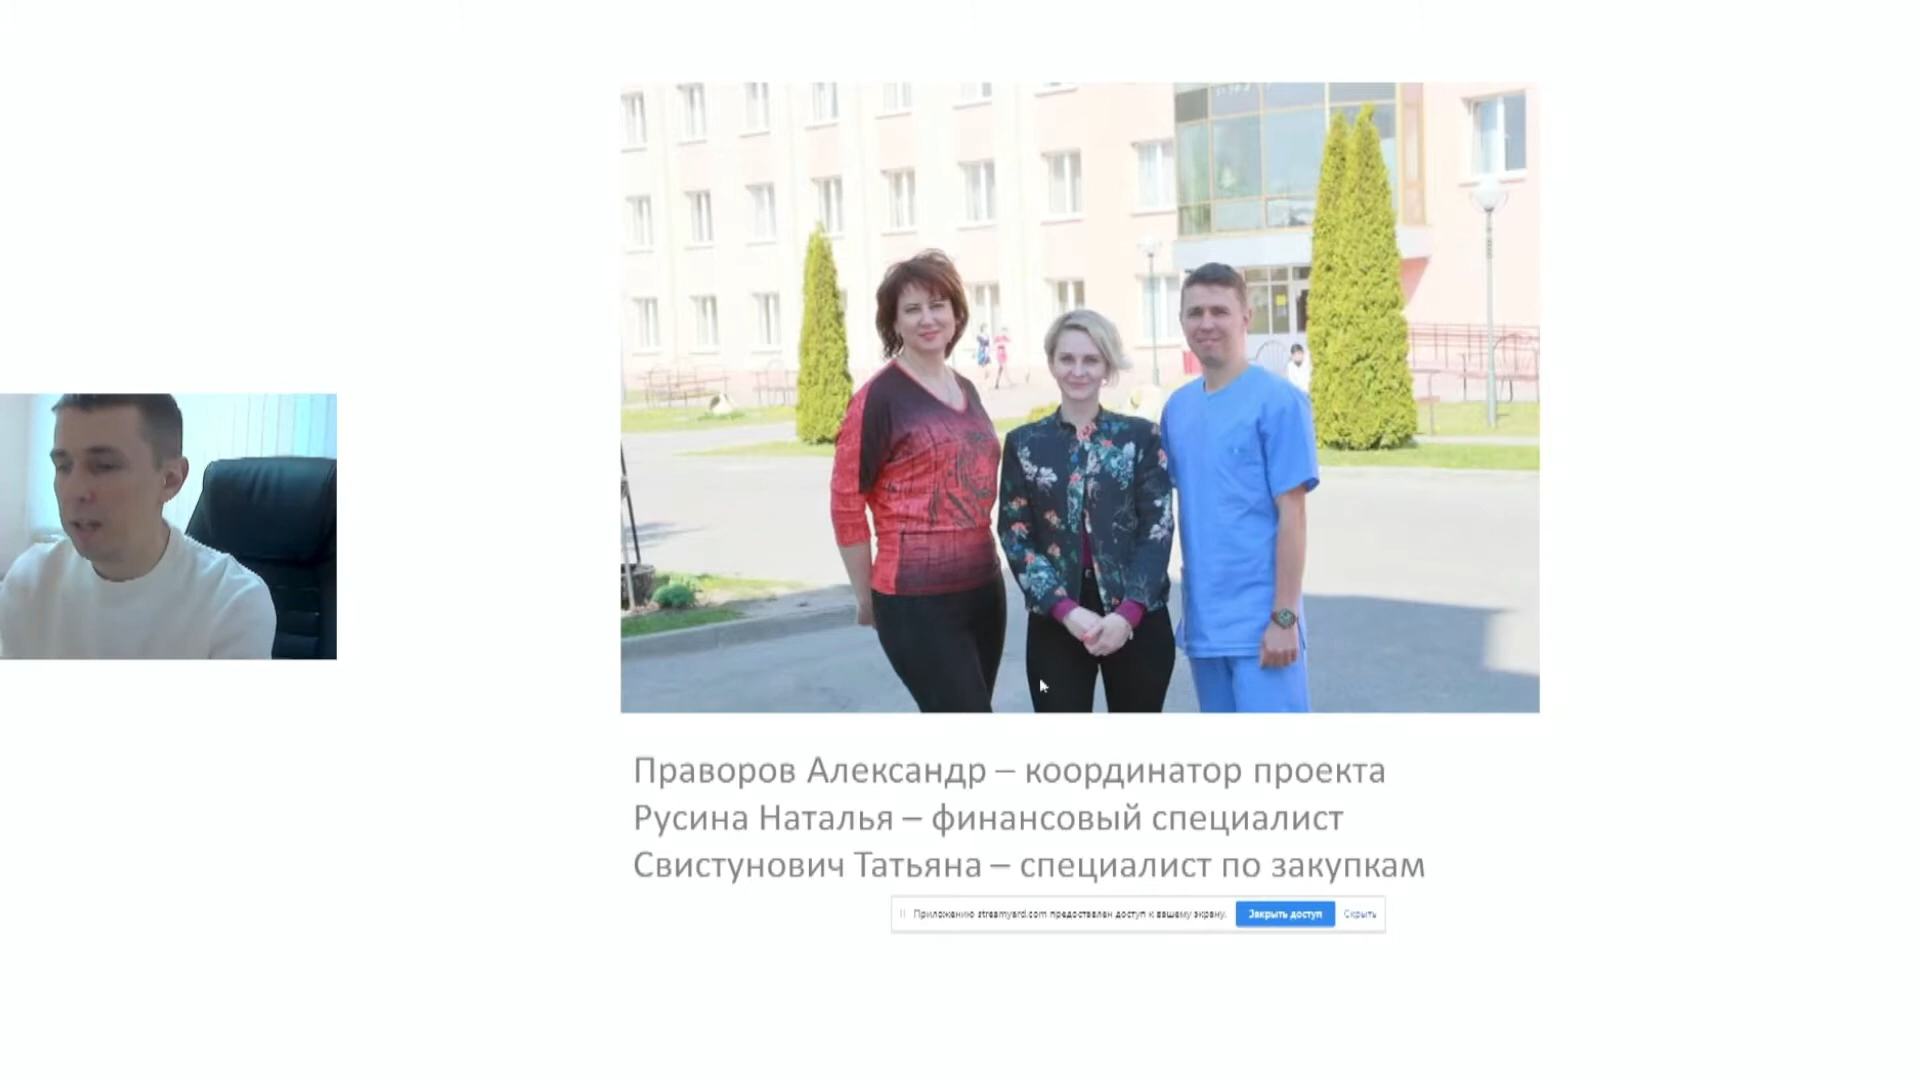 Праворов Александр – координатор проекта
Русина Наталья – финансовый специалист
Свистунович Татьяна – специалист по закупкам
Приложению streamyard.com предоставлен доступ к вашему экрану. Закрыть доступ Скрыть